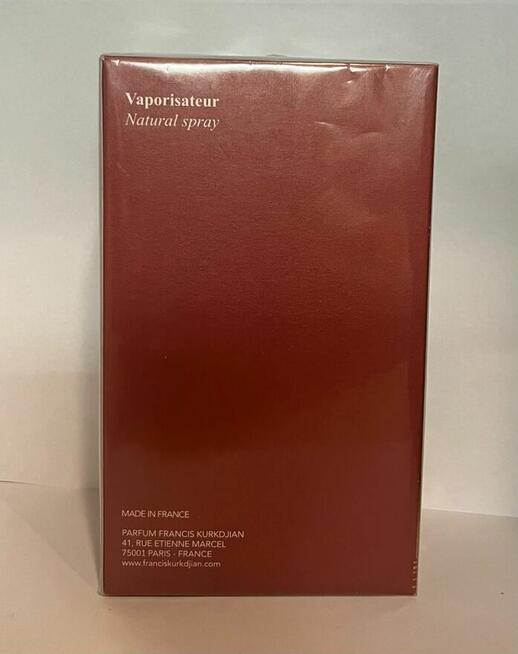 Vaporisateur
Natural spray
MADE IN FRANCE
PARFUM FRANCIS KURKDJIAN
41, RUE ETIENNE MARCEL
75001 PARIS - FRANCE
www.franciskurkdjian.com